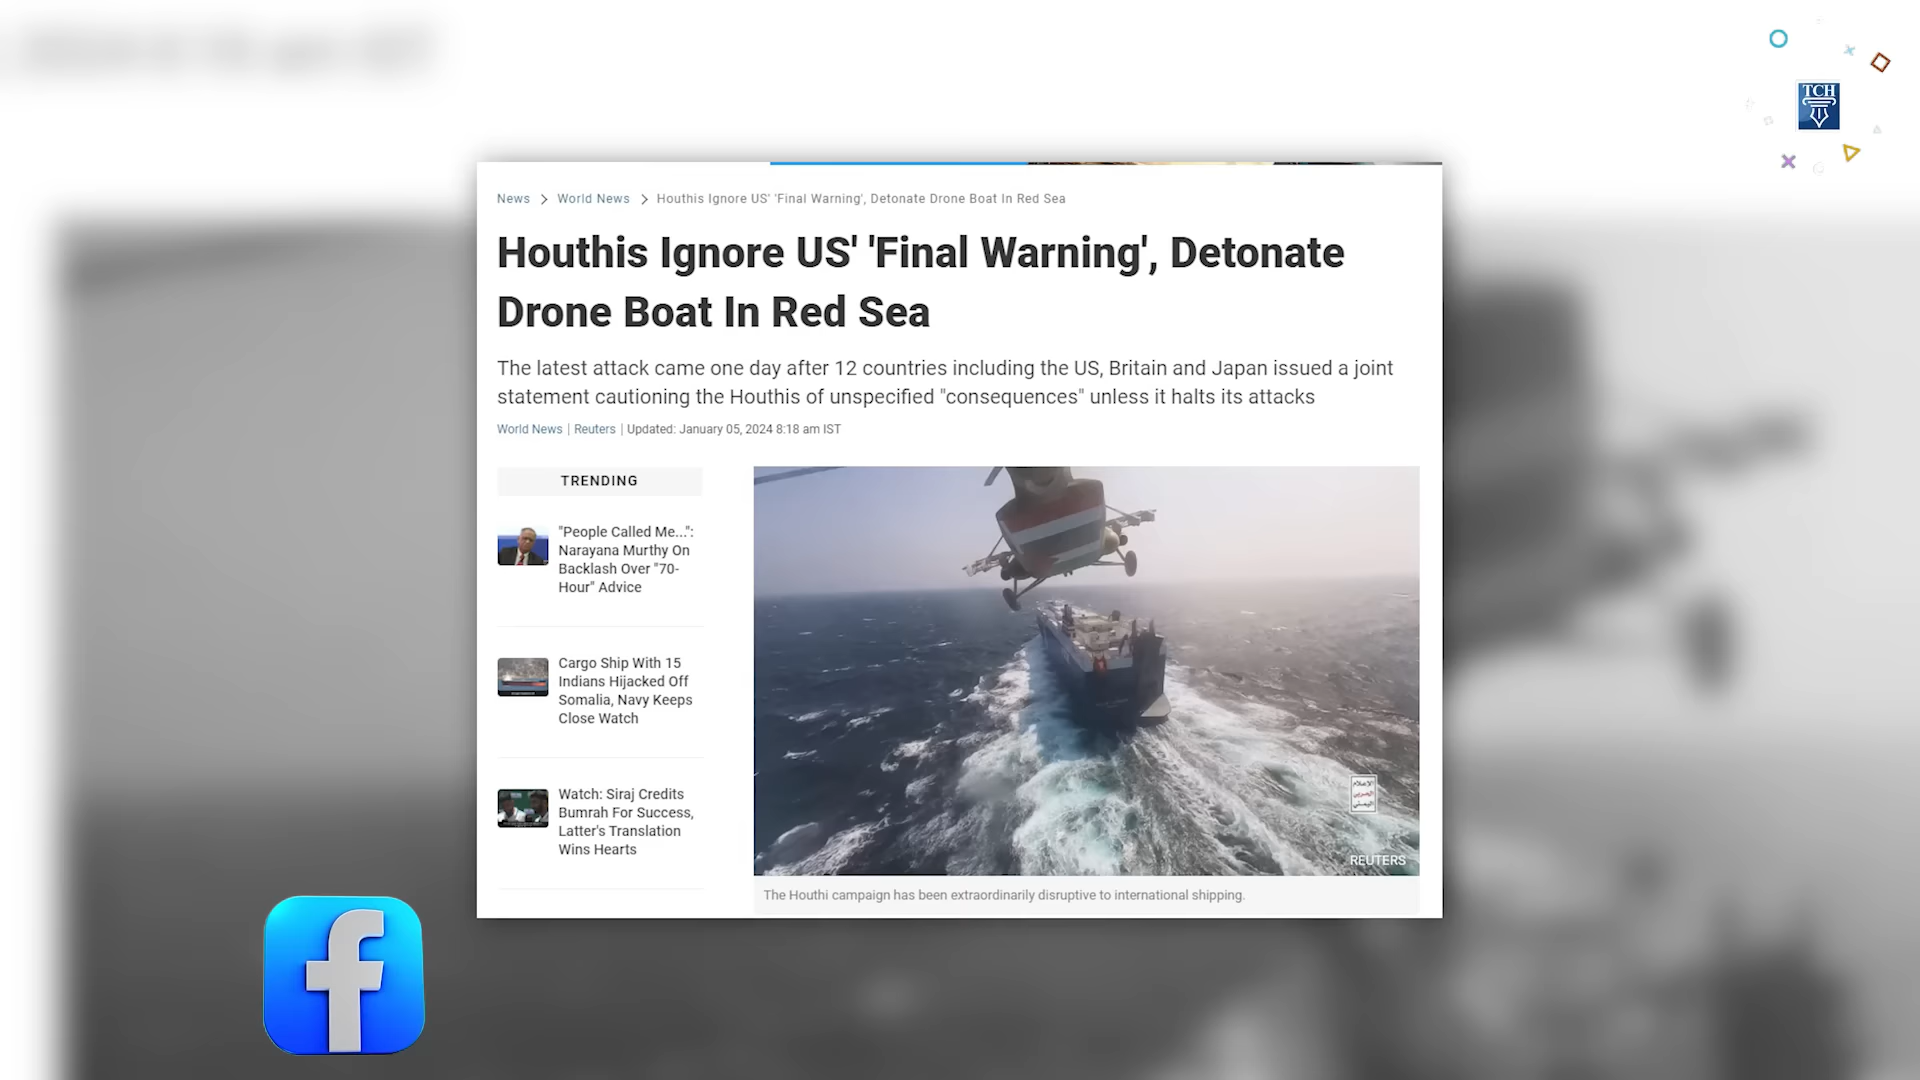 TCH
News > World News > Houthis Ignore US' 'Final Warning', Detonate Drone Boat In Red Sea
Houthis Ignore US' 'Final Warning', Detonate
Drone Boat In Red Sea
The latest attack came one day after 12 countries including the US, Britain and Japan issued a joint
statement cautioning the Houthis of unspecified "consequences" unless it halts its attacks
World News | Reuters | Updated: January 05, 2024 8:18 am IST
TRENDING
"People Called Me...":
Narayana Murthy On
Backlash Over "70-
Hour" Advice
Cargo Ship With 15
Indians Hijacked Off
Somalia, Navy Keeps
Close Watch
Watch: Siraj Credits
Bumrah For Success,
Latter's Translation
Wins Hearts
الإعلام
الحربي
اليمني
REUTERS
The Houthi campaign has been extraordinarily disruptive to international shipping.
f